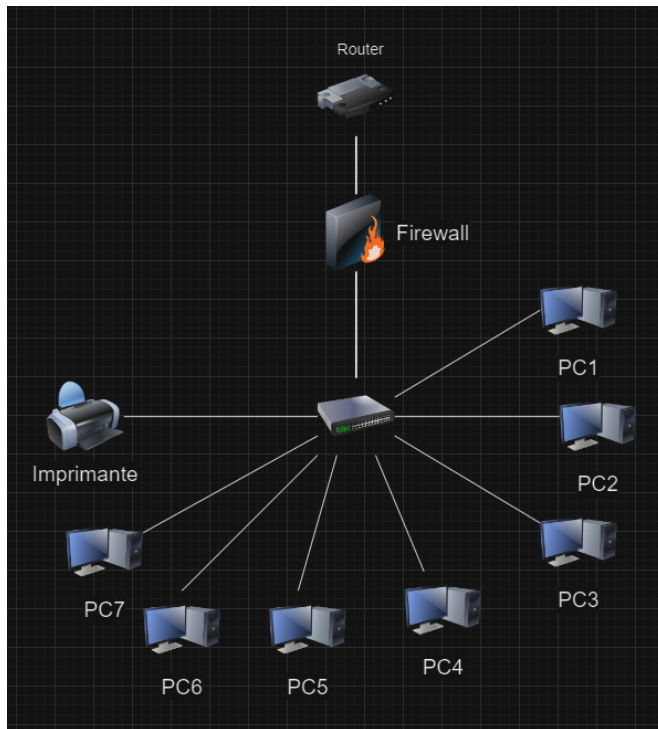 Router
Firewall
PC1
Imprimante
PC2
PC7
PC3
PC6
PC5
PC4